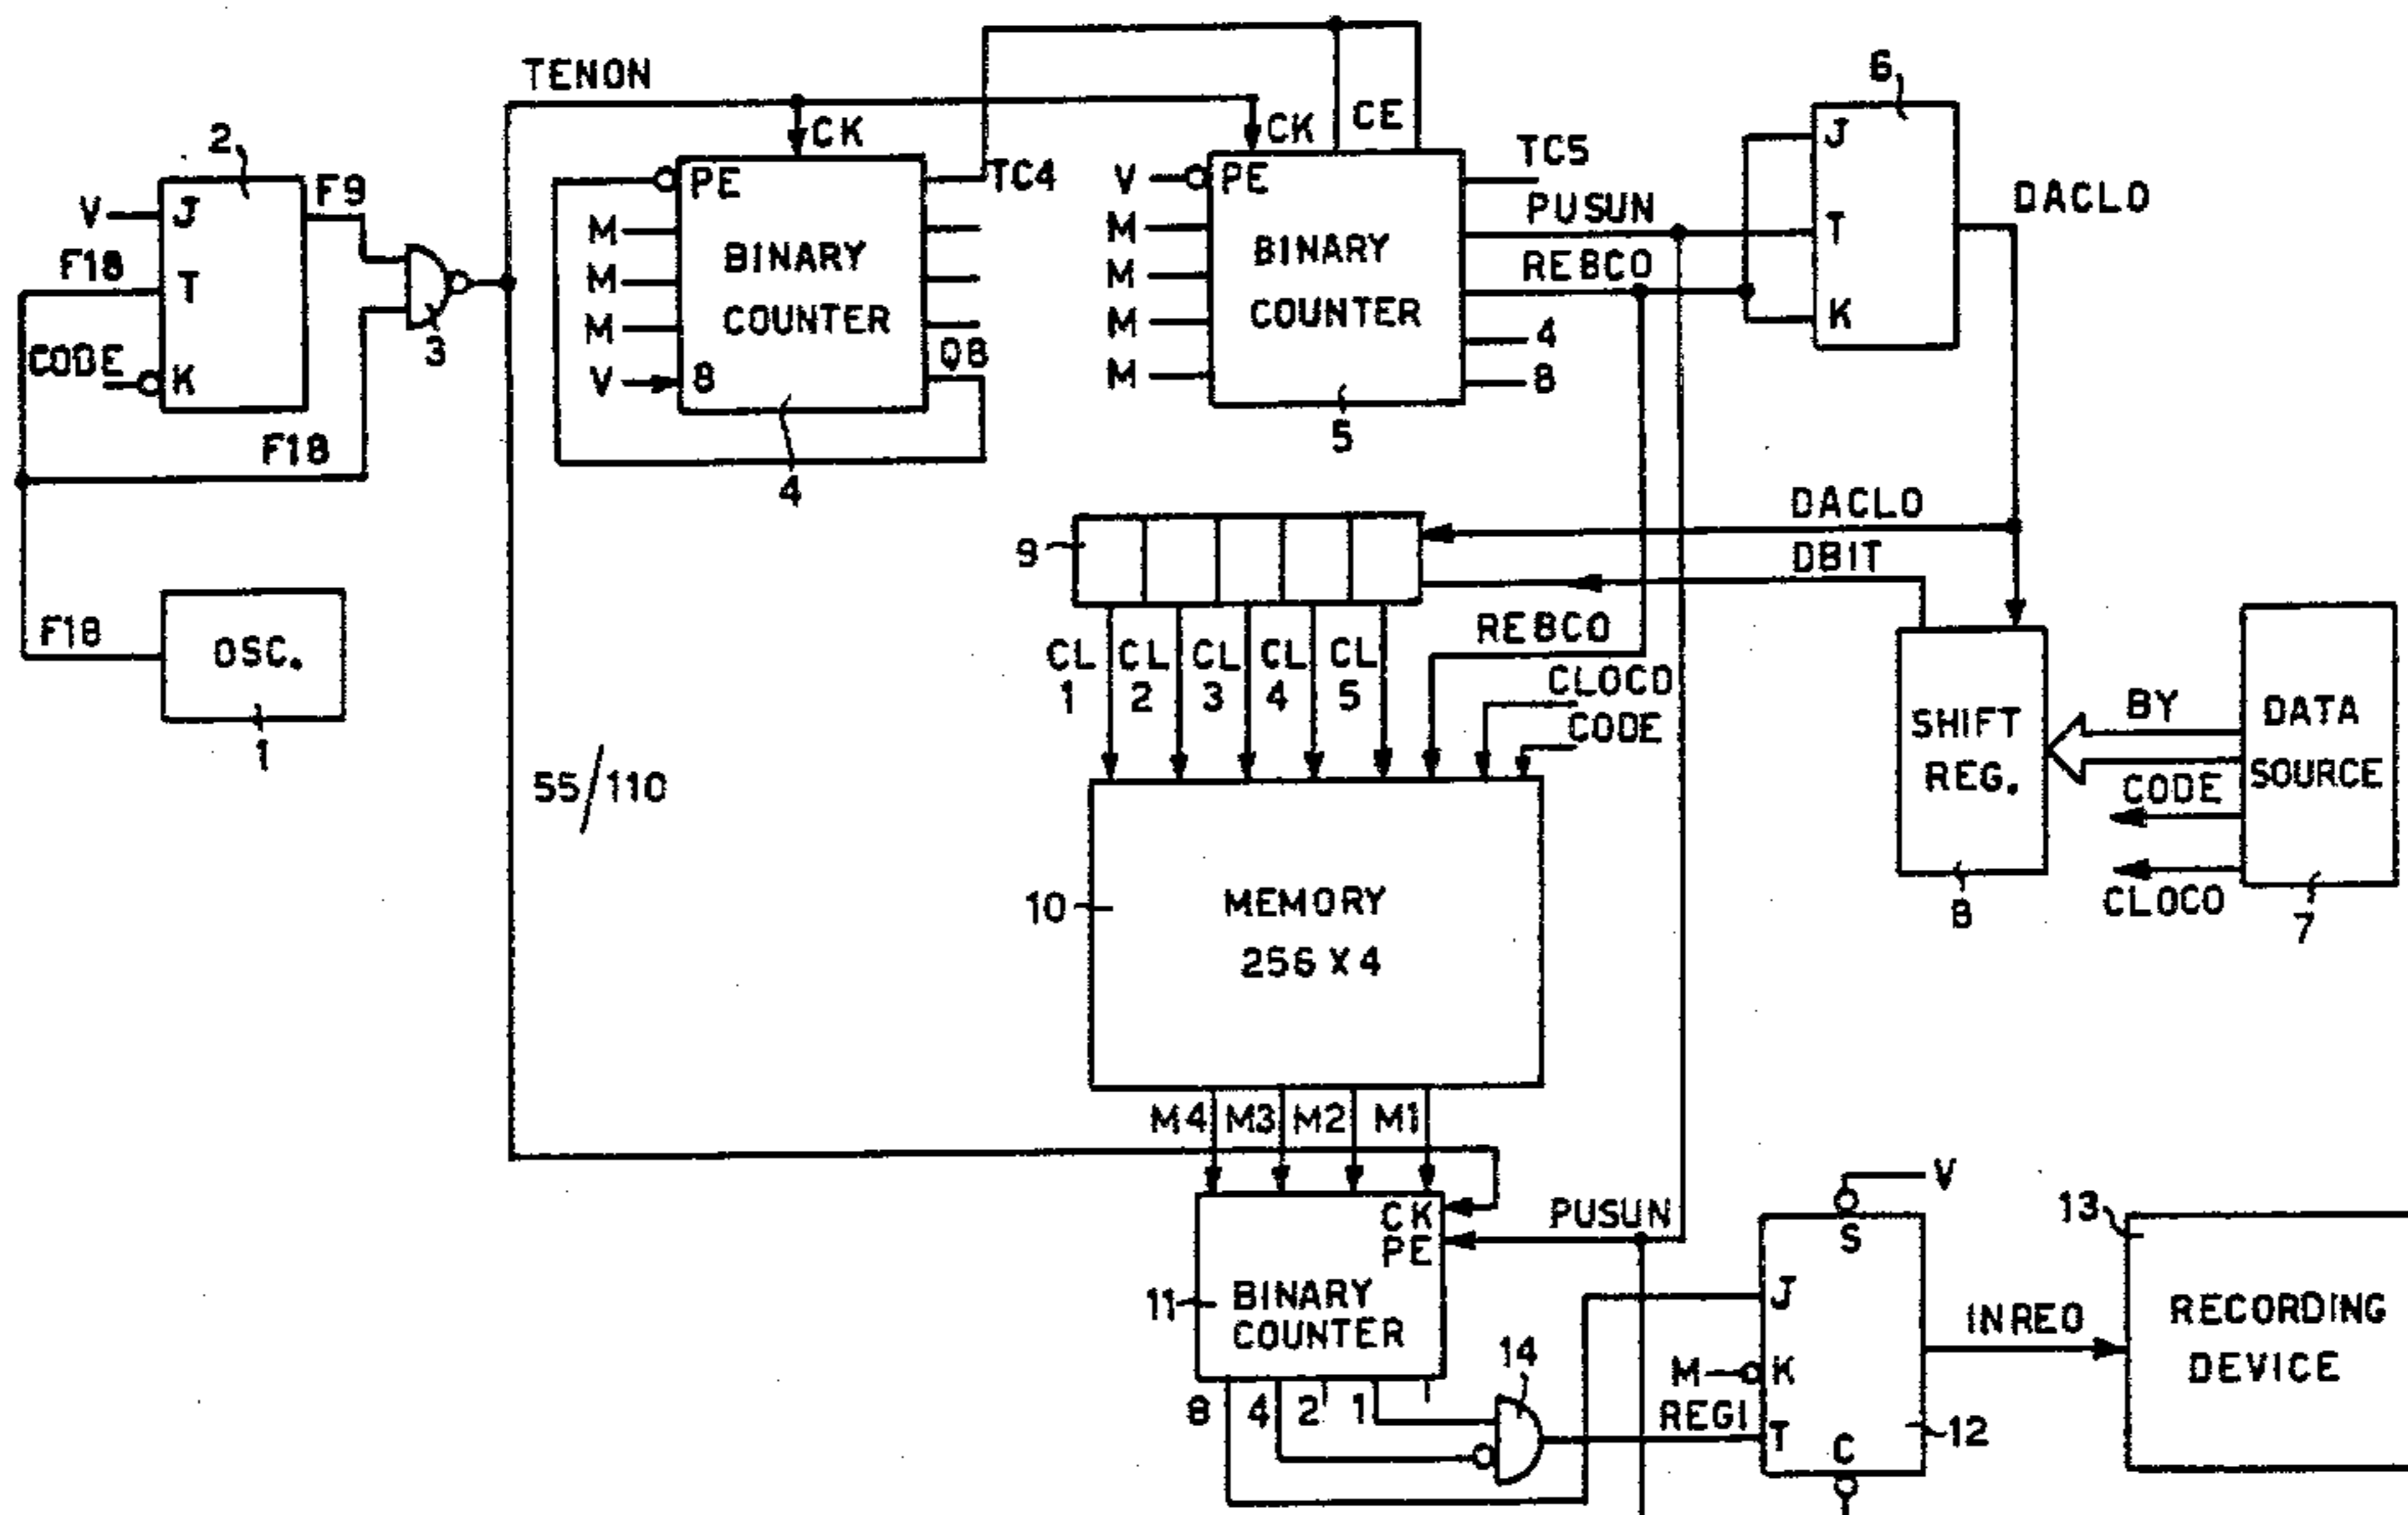 TENON
2
V
J
F9
F18
T
CODE
K
3
F18
F18
OSC.
1
55/110
CK
PE
TC4
M
M
M
V
8
BINARY
COUNTER
Q8
4
CK
CE
V
PE
M
M
M
M
BINARY
COUNTER
TC5
PUSUN
REBCO
4
8
5
6
J
T
K
DACLO
DACLO
DBIT
9
REBCO
CLOCO
CODE
CL
1
CL
2
CL
3
CL
4
CL
5
SHIFT
REG.
8
BY
CODE
CLOCO
DATA
SOURCE
7
10
MEMORY
256 X 4
M4
M3
M2
M1
CK
PE
PUSUN
11
BINARY
COUNTER
8
4
2
1
14
REGI
V
S
J
M
K
T
C
12
INREO
13
RECORDING
DEVICE